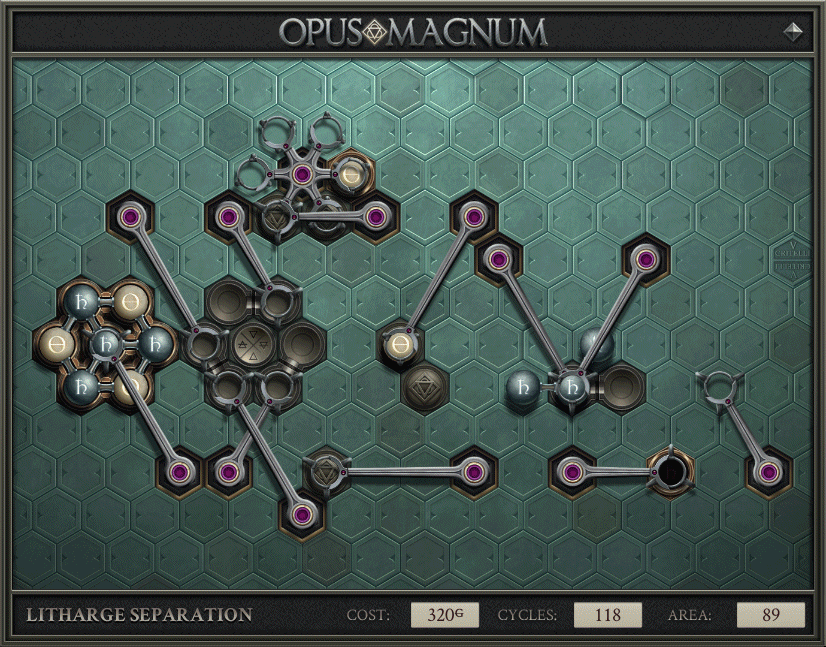 OPUS MAGNUM
LITHARGE SEPARATION COST: 320G CYCLES: 118 AREA: 89